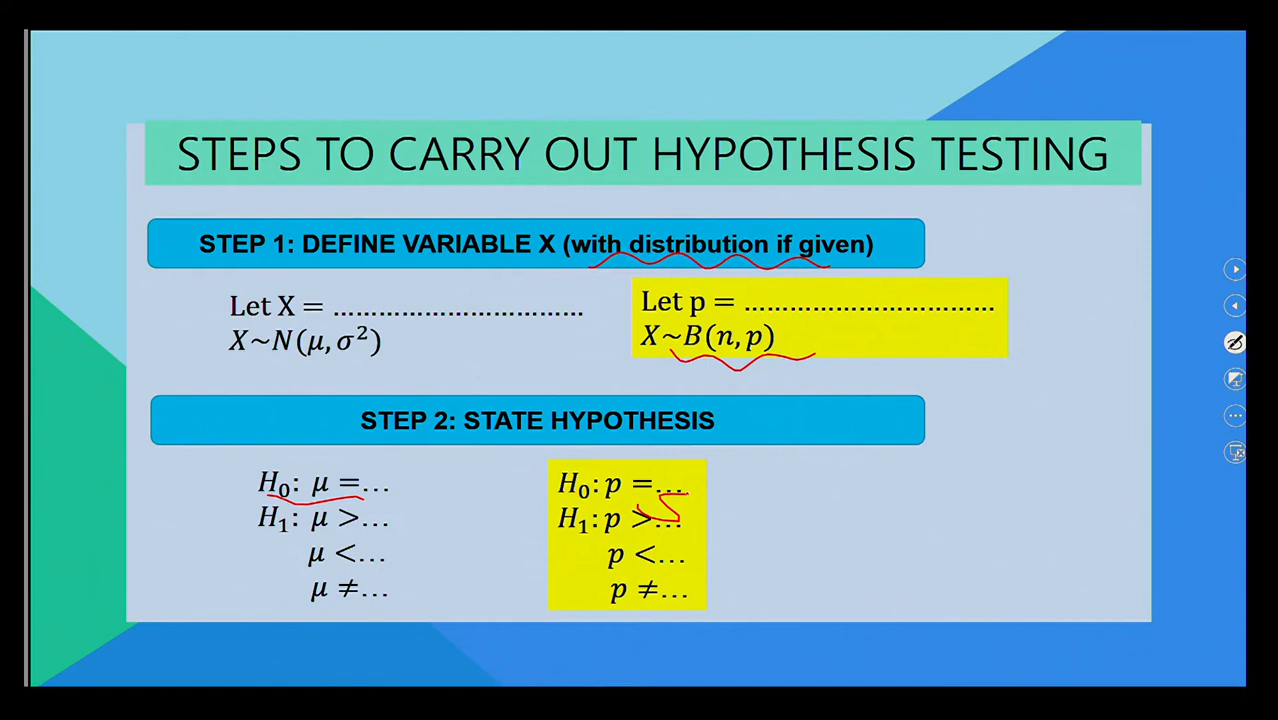 STEPS TO CARRY OUT HYPOTHESIS TESTING
STEP 1: DEFINE VARIABLE X (with distribution if given)
Let X = ……………………………
X~N(μ, σ²)
Let p = ……………………………
X~B(n, p)
STEP 2: STATE HYPOTHESIS
H₀: μ =…
H₁: μ >…
μ <…
μ ≠…
H₀: p =…
H₁: p >…
p <…
p ≠…